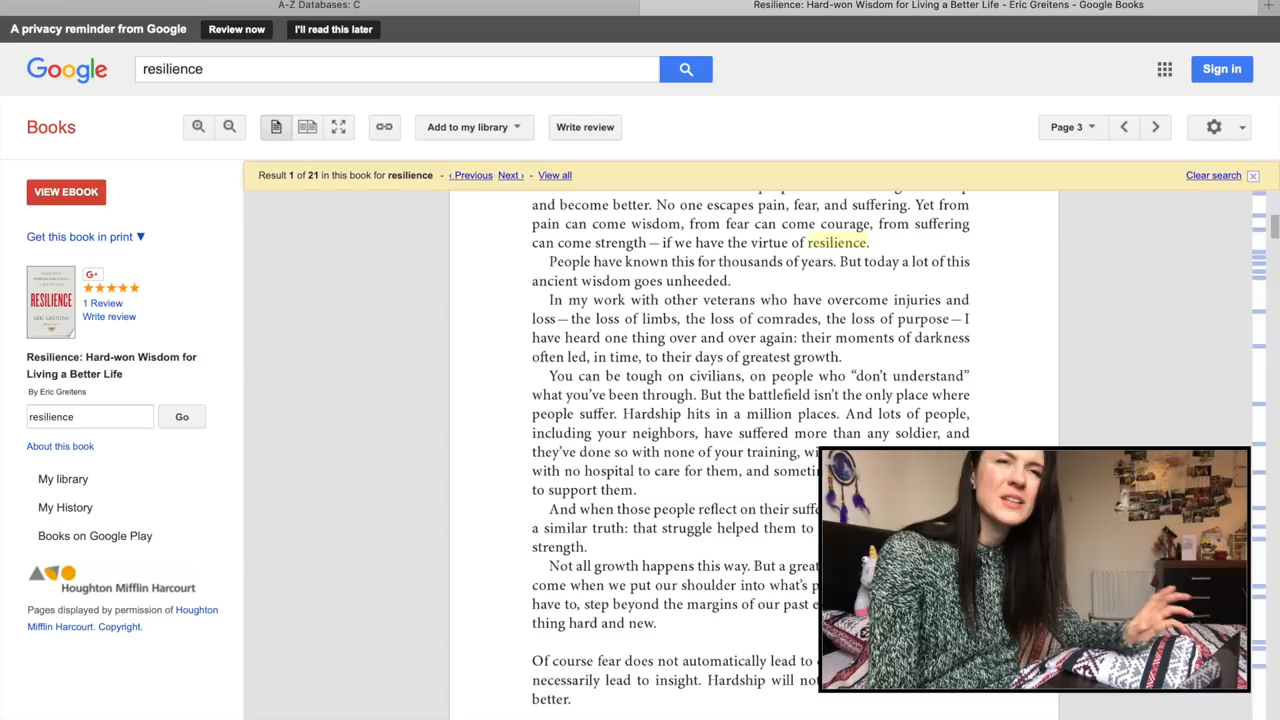 A-Z Databases: C
Resilience: Hard-won Wisdom for Living a Better Life - Eric Greitens - Google Books
A privacy reminder from Google
Review now
I'll read this later
Google
resilience
Sign in
Books
Add to my library
Write review
Page 3
VIEW EBOOK
Result 1 of 21 in this book for resilience - ‹ Previous Next › - View all
Clear search
Get this book in print ▼
G+
RESILIENCE
ERIC GREITENS
1 Review
Write review
Resilience: Hard-won Wisdom for
Living a Better Life
By Eric Greitens
resilience
Go
About this book
My library
My History
Books on Google Play
Houghton Mifflin Harcourt
Pages displayed by permission of Houghton
Mifflin Harcourt. Copyright.
and become better. No one escapes pain, fear, and suffering. Yet from
pain can come wisdom, from fear can come courage, from suffering
can come strength — if we have the virtue of resilience.
People have known this for thousands of years. But today a lot of this
ancient wisdom goes unheeded.
In my work with other veterans who have overcome injuries and
loss — the loss of limbs, the loss of comrades, the loss of purpose — I
have heard one thing over and over again: their moments of darkness
often led, in time, to their days of greatest growth.
You can be tough on civilians, on people who “don’t understand”
what you’ve been through. But the battlefield isn’t the only place where
people suffer. Hardship hits in a million places. And lots of people,
including your neighbors, have suffered more than any soldier, and
they’ve done so with none of your training,
with no hospital to care for them, and
to support them.
And when those people reflect on their
a similar truth: that struggle helped them to
strength.
Not all growth happens this way. But a
come when we put our shoulder into what’s
have to, step beyond the margins of our past
thing hard and new.
Of course fear does not automatically lead to
necessarily lead to insight. Hardship will
better.